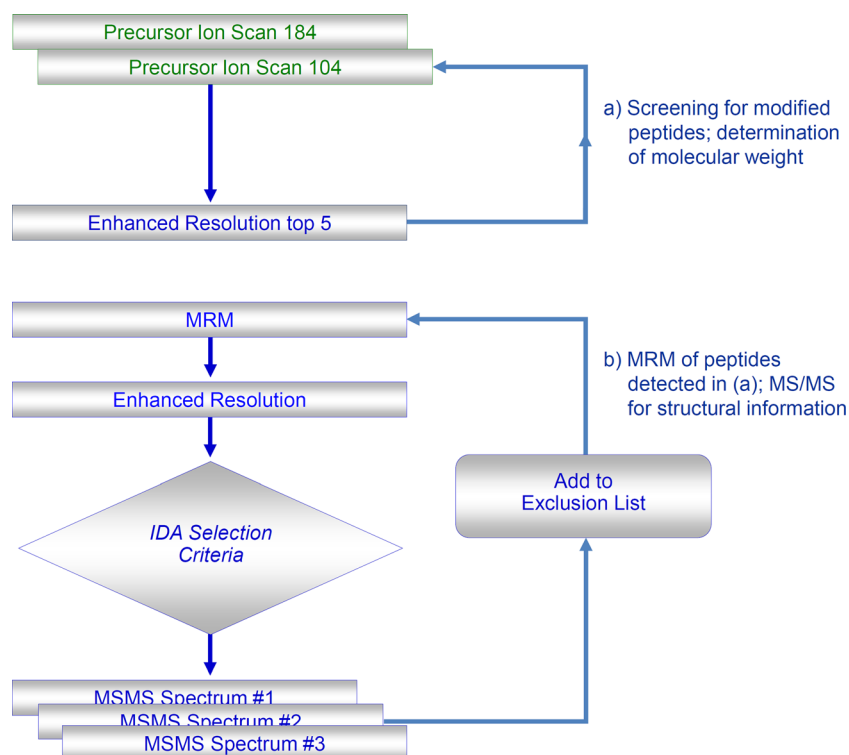 Precursor Ion Scan 184
Precursor Ion Scan 104
a) Screening for modified
peptides; determination
of molecular weight
Enhanced Resolution top 5
MRM
Enhanced Resolution
b) MRM of peptides
detected in (a); MS/MS
for structural information
Add to
Exclusion List
IDA Selection
Criteria
MSMS Spectrum #1
MSMS Spectrum #2
MSMS Spectrum #3